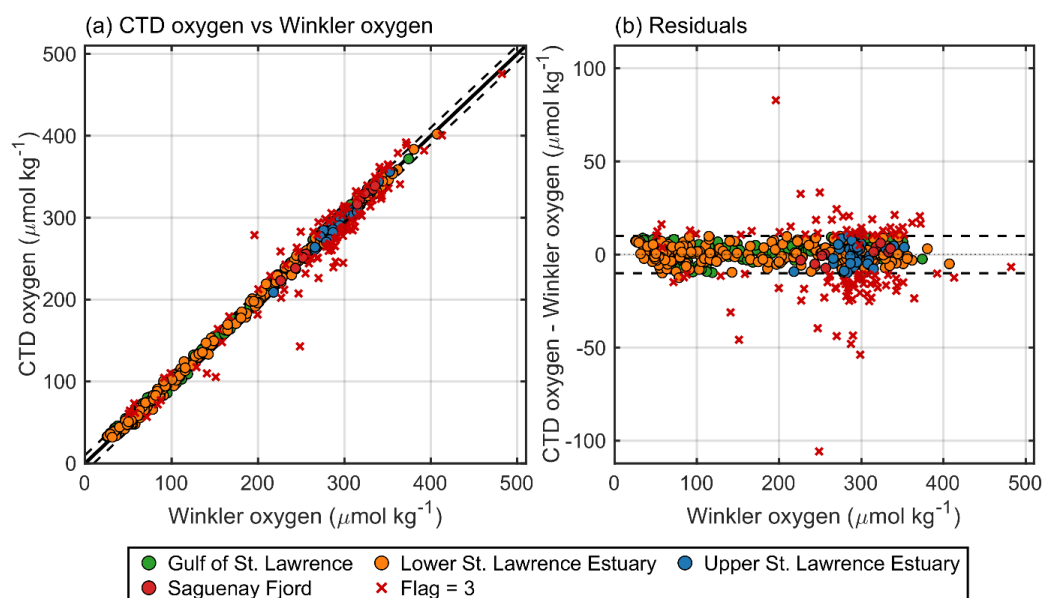 (a) CTD oxygen vs Winkler oxygen
500
400
300
200
100
0
CTD oxygen (μmol kg⁻¹)
0 100 200 300 400 500
Winkler oxygen (μmol kg⁻¹)
(b) Residuals
100
50
0
-50
-100
CTD oxygen - Winkler oxygen (μmol kg⁻¹)
0 100 200 300 400 500
Winkler oxygen (μmol kg⁻¹)
Gulf of St. Lawrence Lower St. Lawrence Estuary Upper St. Lawrence Estuary
Saguenay Fjord Flag = 3